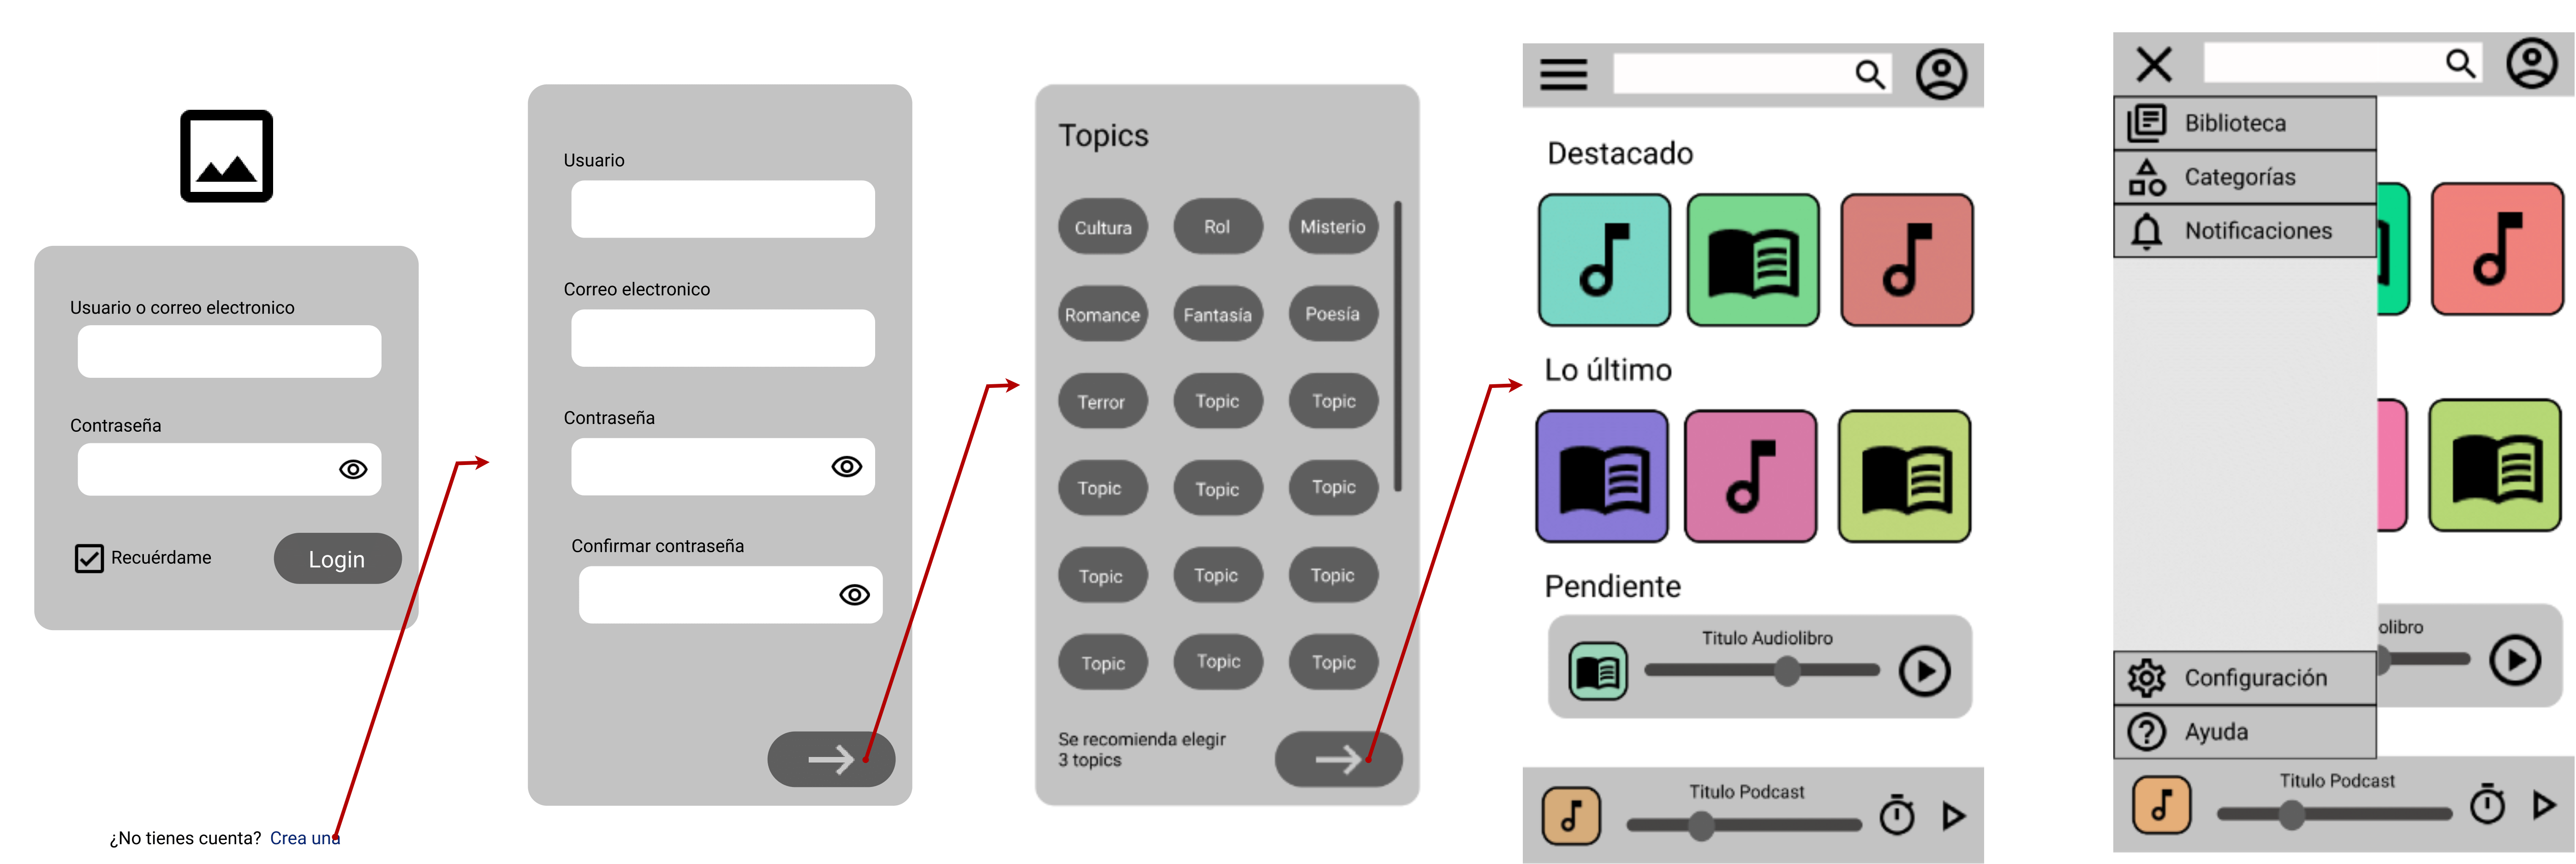 Usuario o correo electronico
Contraseña
Recuérdame
Login
¿No tienes cuenta? Crea una
Usuario
Correo electronico
Contraseña
Confirmar contraseña
Topics
Cultura Rol Misterio
Romance Fantasía Poesía
Terror Topic Topic
Topic Topic Topic
Topic Topic Topic
Topic Topic Topic
Se recomienda elegir
3 topics
Destacado
Lo último
Pendiente
Titulo Audiolibro
Titulo Podcast
Biblioteca
Categorías
Notificaciones
olibro
Configuración
Ayuda
Titulo Podcast